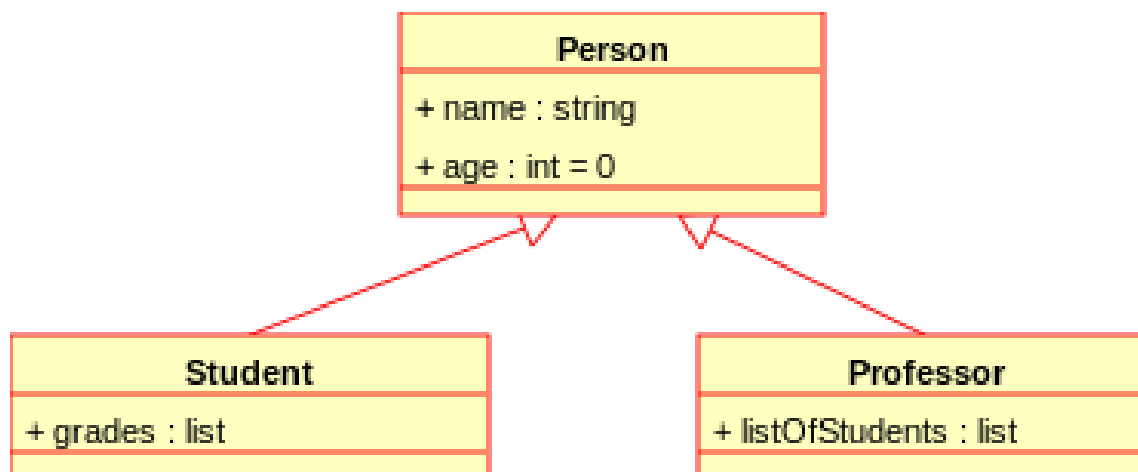 Person
+ name : string
+ age : int = 0
Student
+ grades : list
Professor
+ listOfStudents : list